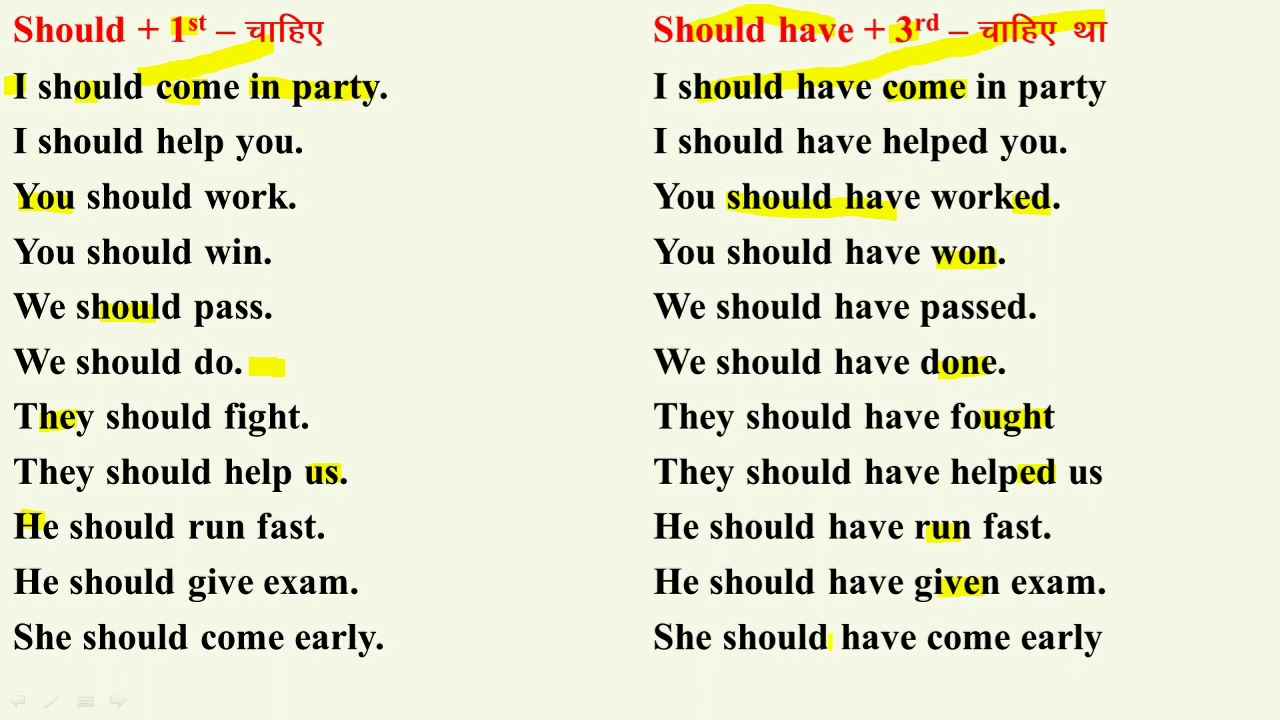 Should + 1st – चाहिए
I should come in party.
I should help you.
You should work.
You should win.
We should pass.
We should do.
They should fight.
They should help us.
He should run fast.
He should give exam.
She should come early.
Should have + 3rd – चाहिए था
I should have come in party
I should have helped you.
You should have worked.
You should have won.
We should have passed.
We should have done.
They should have fought
They should have helped us
He should have run fast.
He should have given exam.
She should have come early